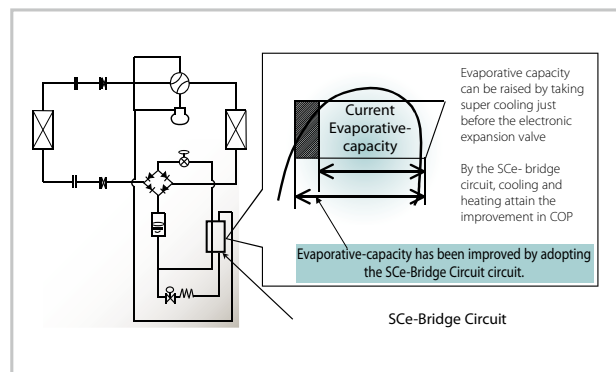 Current
Evaporative-
capacity
Evaporative capacity
can be raised by taking
super cooling just
before the electronic
expansion valve
By the SCe- bridge
circuit, cooling and
heating attain the
improvement in COP
Evaporative-capacity has been improved by adopting
the SCe-Bridge Circuit circuit.
SCe-Bridge Circuit